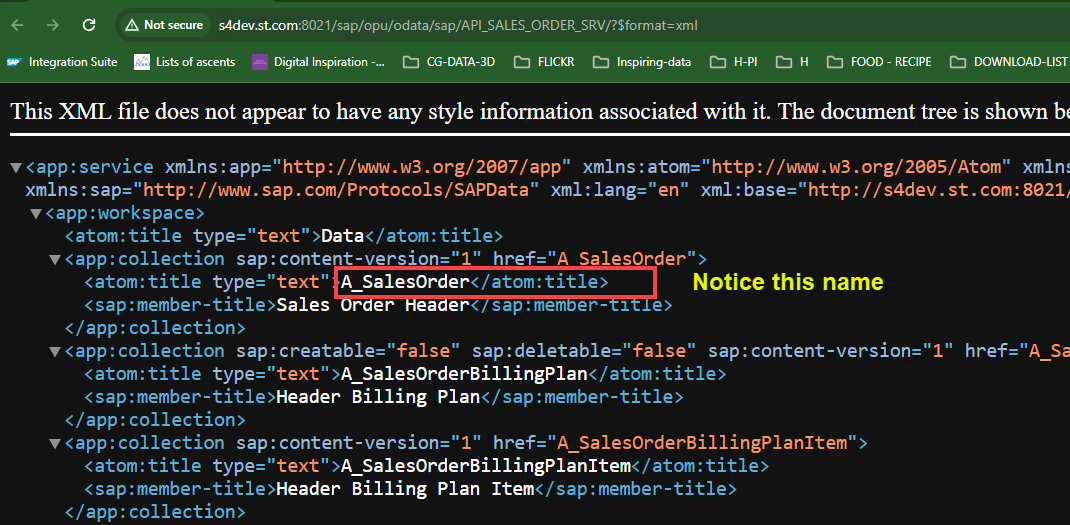 Not secure s4dev.st.com:8021/sap/opu/odata/sap/API_SALES_ORDER_SRV/?$format=xml
SAP Integration Suite Lists of ascents Digital Inspiration -... CG-DATA-3D FLICKR Inspiring-data H-PI H FOOD - RECIPE DOWNLOAD-LIST
This XML file does not appear to have any style information associated with it. The document tree is shown be
▼<app:service xmlns:app="http://www.w3.org/2007/app" xmlns:atom="http://www.w3.org/2005/Atom" xmlns
xmlns:sap="http://www.sap.com/Protocols/SAPData" xml:lang="en" xml:base="http://s4dev.st.com:8021/
▼<app:workspace>
<atom:title type="text">Data</atom:title>
▼<app:collection sap:content-version="1" href="A_SalesOrder">
<atom:title type="text">A_SalesOrder</atom:title> Notice this name
<sap:member-title>Sales Order Header</sap:member-title>
</app:collection>
▼<app:collection sap:creatable="false" sap:deletable="false" sap:content-version="1" href="A_Sa
<atom:title type="text">A_SalesOrderBillingPlan</atom:title>
<sap:member-title>Header Billing Plan</sap:member-title>
</app:collection>
▼<app:collection sap:content-version="1" href="A_SalesOrderBillingPlanItem">
<atom:title type="text">A_SalesOrderBillingPlanItem</atom:title>
<sap:member-title>Header Billing Plan Item</sap:member-title>
</app:collection>